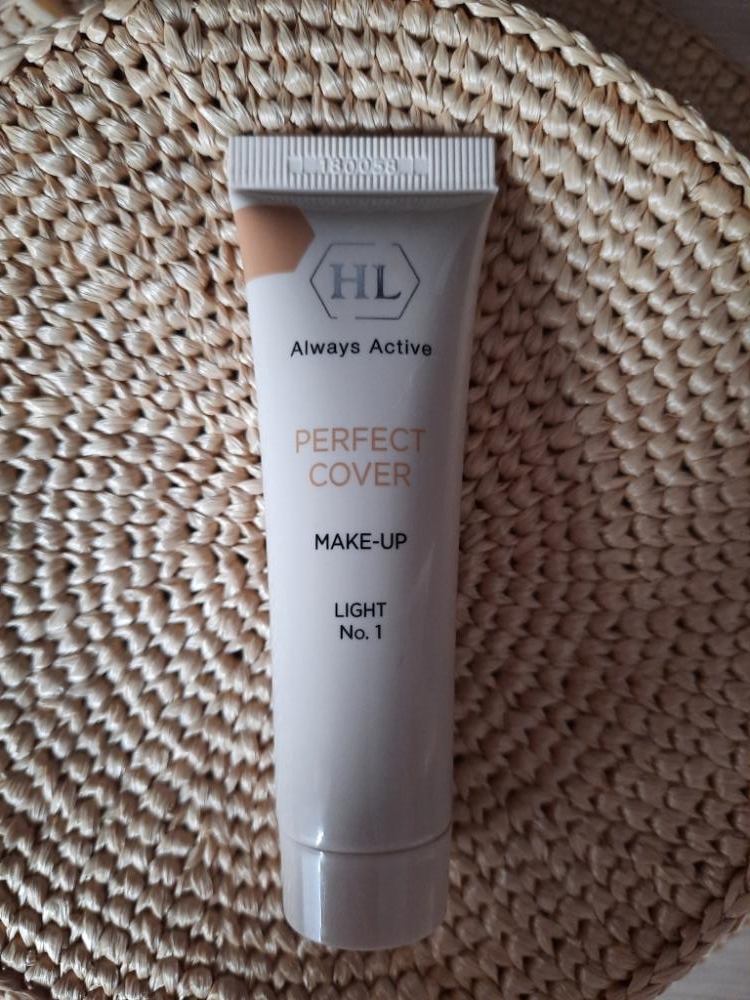 180058
HL
Always Active
PERFECT
COVER
MAKE-UP
LIGHT
No. 1